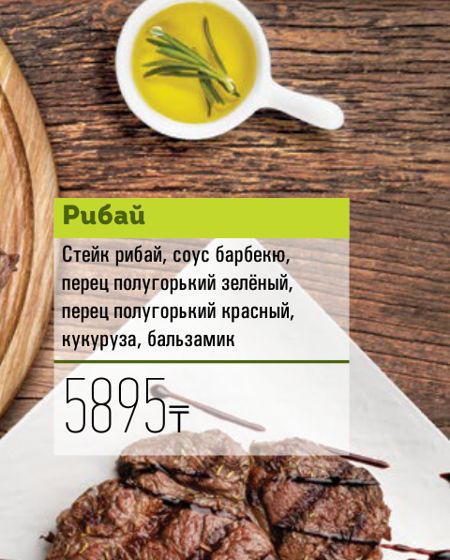 Рибай
Стейк рибай, соус барбекю,
перец полугорький зелёный,
перец полугорький красный,
кукуруза, бальзамик
5895₸